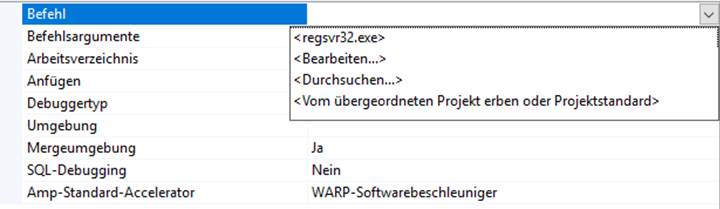 Befehl
Befehlsargumente
<regsvr32.exe>
Arbeitsverzeichnis
<Bearbeiten...>
Anfügen
<Durchsuchen...>
Debuggertyp
<Vom übergeordneten Projekt erben oder Projektstandard>
Umgebung
Mergeumgebung Ja
SQL-Debugging Nein
Amp-Standard-Accelerator WARP-Softwarebeschleuniger